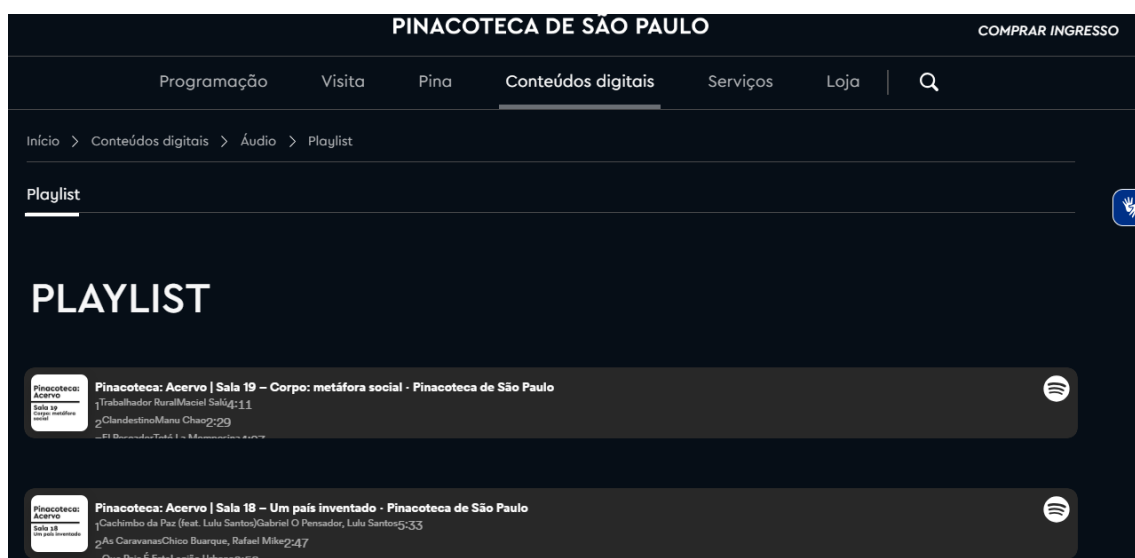 PINACOTECA DE SÃO PAULO
COMPRAR INGRESSO
Programação Visita Pina Conteúdos digitais Serviços Loja
Início > Conteúdos digitais > Áudio > Playlist
Playlist
PLAYLIST
Pinacoteca:
Acervo
Sala 19
Corpo: metáfora
social
Pinacoteca: Acervo | Sala 19 – Corpo: metáfora social · Pinacoteca de São Paulo
1Trabalhador RuralMaciel Salú4:11
2ClandestinoManu Chao2:29
Pinacoteca:
Acervo
Sala 18
Um país inventado
Pinacoteca: Acervo | Sala 18 – Um país inventado · Pinacoteca de São Paulo
1Cachimbo da Paz (feat. Lulu Santos)Gabriel O Pensador, Lulu Santos5:33
2As CaravanasChico Buarque, Rafael Mike2:47